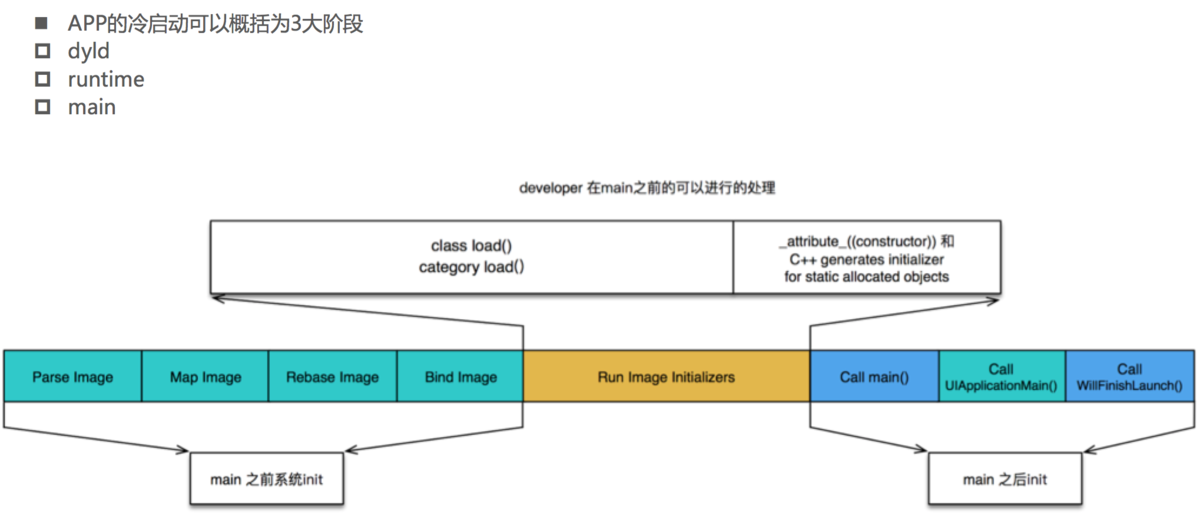 APP的冷启动可以概括为3大阶段
dyld
runtime
main
developer 在main之前的可以进行的处理
class load()
category load()
_attribute_((constructor)) 和
C++ generates initializer
for static allocated objects
Parse Image
Map Image
Rebase Image
Bind Image
Run Image Initializers
Call main()
Call
UIApplicationMain()
Call
WillFinishLaunch()
main 之前系统init
main 之后init